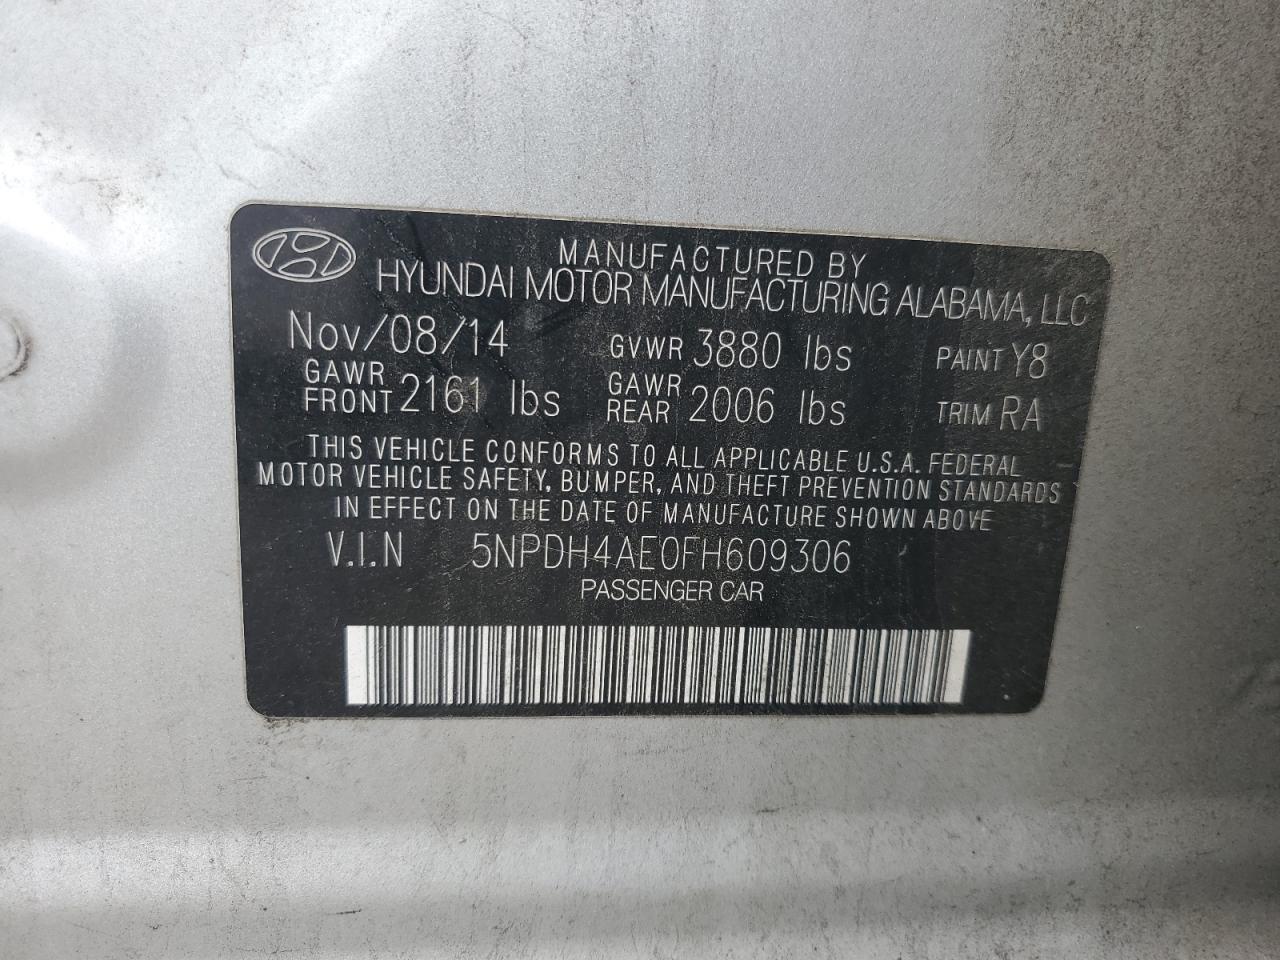 MANUFACTURED BY
HYUNDAI MOTOR MANUFACTURING ALABAMA, LLC
Nov/08/14 GVWR 3880 lbs PAINT Y8
GAWR FRONT 2161 lbs GAWR REAR 2006 lbs TRIM RA
THIS VEHICLE CONFORMS TO ALL APPLICABLE U.S.A. FEDERAL
MOTOR VEHICLE SAFETY, BUMPER, AND THEFT PREVENTION STANDARDS
IN EFFECT ON THE DATE OF MANUFACTURE SHOWN ABOVE
V.I.N 5NPDH4AE0FH609306
PASSENGER CAR